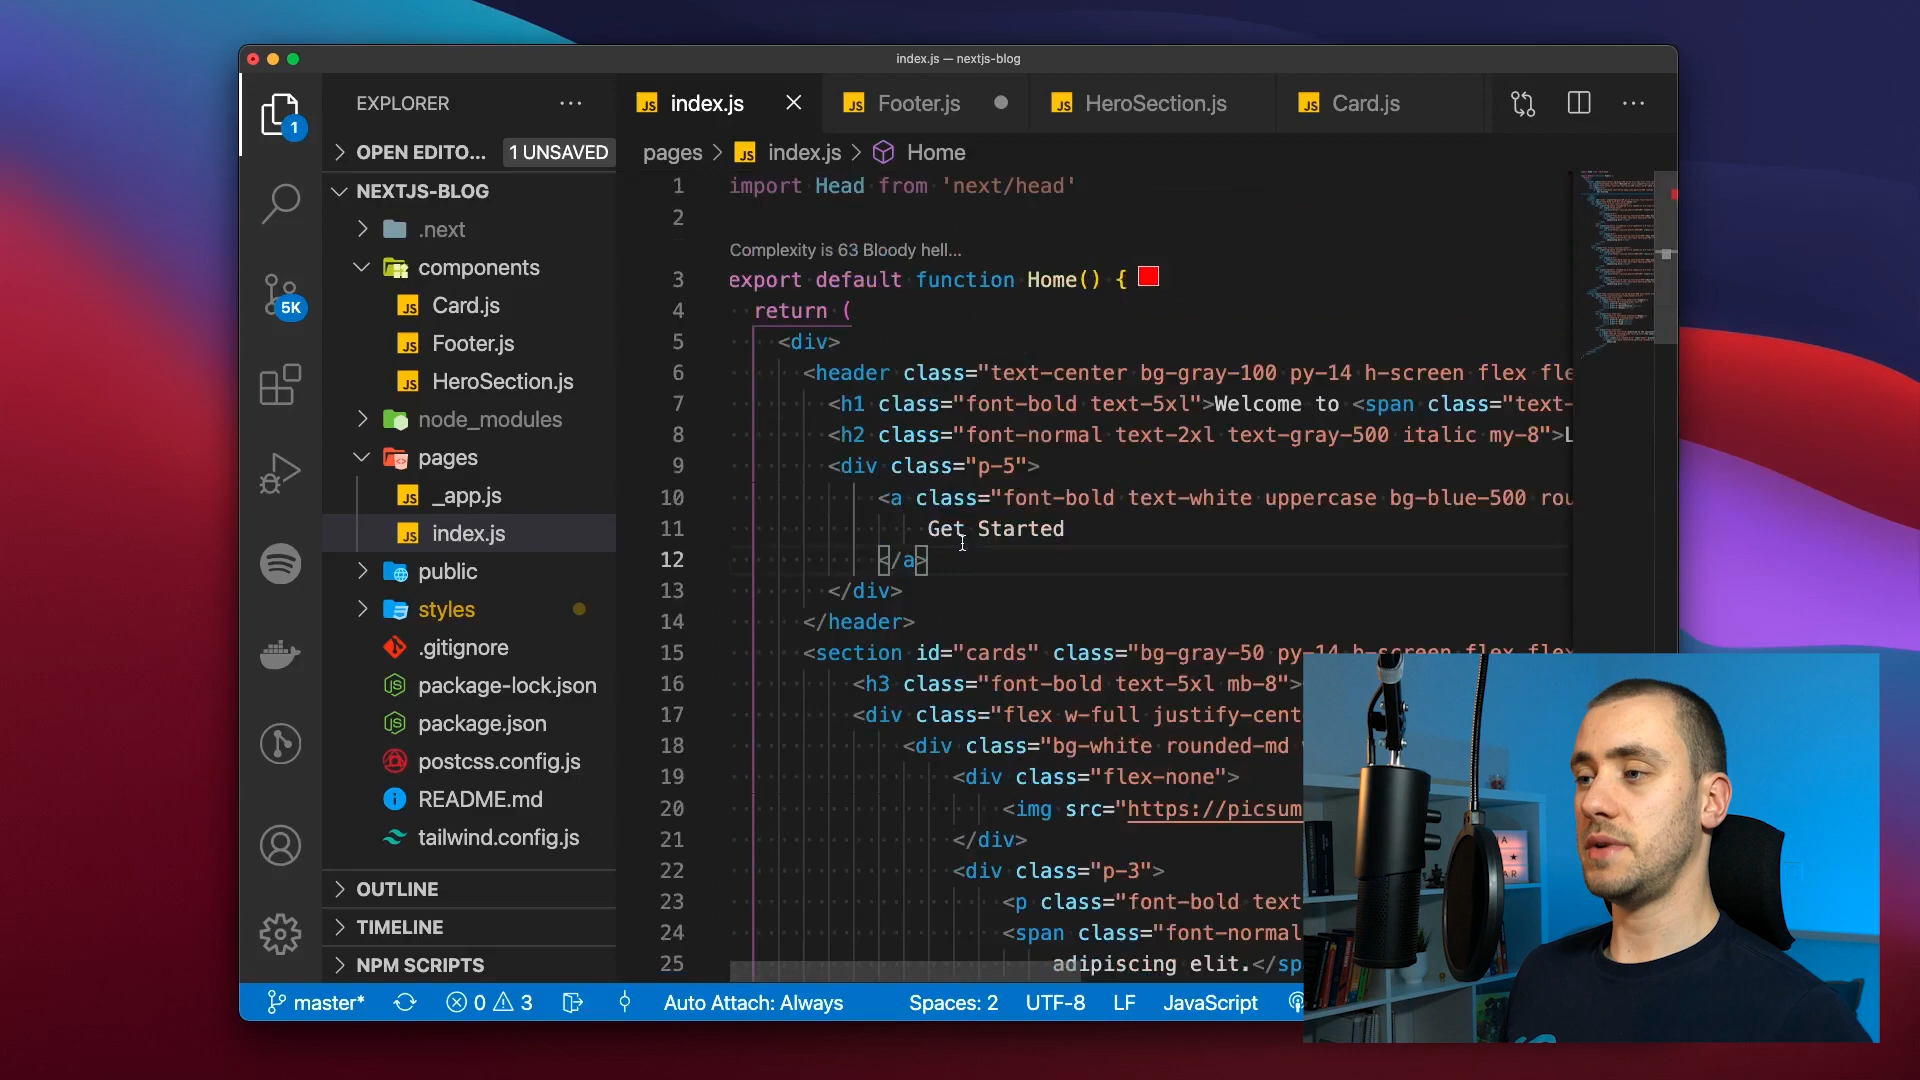 index.js — nextjs-blog
EXPLORER
index.js
Footer.js
HeroSection.js
Card.js
1
OPEN EDITO...
1 UNSAVED
pages > index.js > Home
NEXTJS-BLOG
.next
components
Card.js
Footer.js
HeroSection.js
node_modules
pages
_app.js
index.js
public
styles
.gitignore
package-lock.json
package.json
postcss.config.js
README.md
tailwind.config.js
OUTLINE
TIMELINE
NPM SCRIPTS
5K
1 import Head from 'next/head'
2
Complexity is 63 Bloody hell...
3 export default function Home() {
4 return (
5 <div>
6 <header class="text-center bg-gray-100 py-14 h-screen flex fle
7 <h1 class="font-bold text-5xl">Welcome to <span class="text-
8 <h2 class="font-normal text-2xl text-gray-500 italic my-8">L
9 <div class="p-5">
10 <a class="font-bold text-white uppercase bg-blue-500 rou
11 Get Started
12 </a>
13 </div>
14 </header>
15 <section id="cards" class="bg-gray-50 py-14 h-screen flex flex
16 <h3 class="font-bold text-5xl mb-8">
17 <div class="flex w-full justify-cent
18 <div class="bg-white rounded-md
19 <div class="flex-none">
20 <img src="https://picsum
21 </div>
22 <div class="p-3">
23 <p class="font-bold text
24 <span class="font-normal
25 adipiscing elit.</sp
master* 0 3 Auto Attach: Always Spaces: 2 UTF-8 LF JavaScript